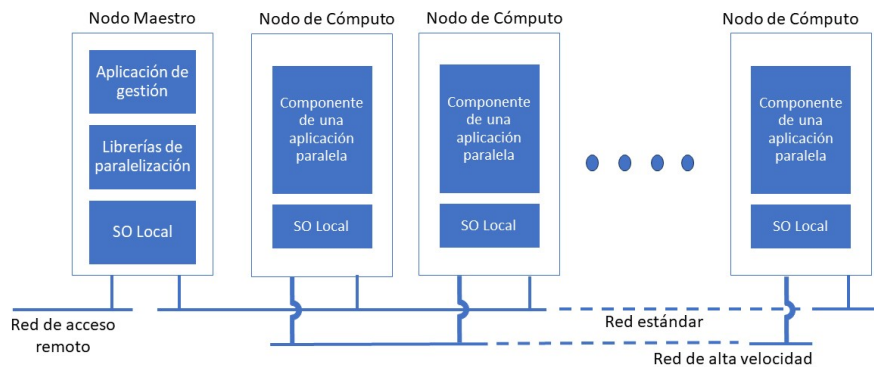 Nodo Maestro
Nodo de Cómputo
Nodo de Cómputo
Nodo de Cómputo
Aplicación de
gestión
Librerías de
paralelización
SO Local
Componente
de una
aplicación
paralela
SO Local
Componente
de una
aplicación
paralela
SO Local
Componente
de una
aplicación
paralela
SO Local
Red de acceso
remoto
Red estándar
Red de alta velocidad